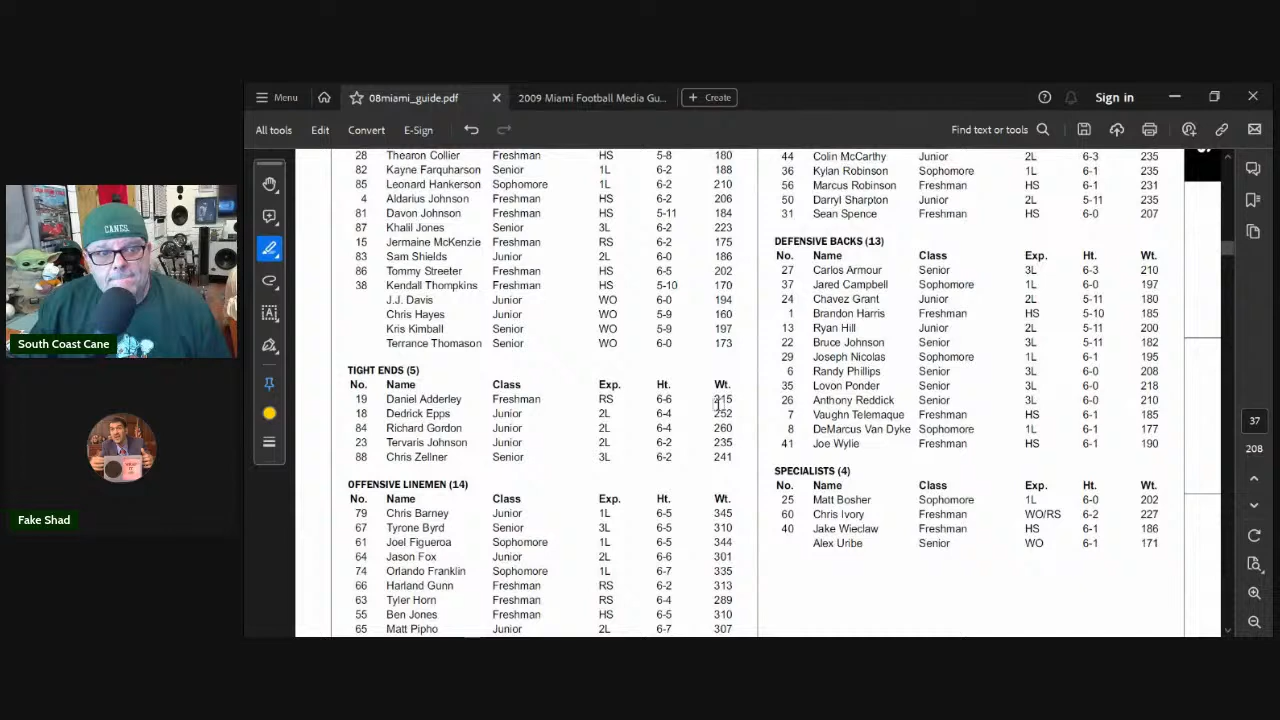 CANES
South Coast Cane
Fake Shad
Menu
08miami_guide.pdf
2009 Miami Football Media Gu...
Create
Sign in
All tools Edit Convert E-Sign
Find text or tools
28 Thearon Collier Freshman HS 5-8 180
82 Kayne Farquharson Senior 1L 6-2 188
85 Leonard Hankerson Sophomore 1L 6-2 210
4 Aldarius Johnson Freshman HS 6-2 206
81 Davon Johnson Freshman HS 5-11 184
87 Khalil Jones Senior 3L 6-2 223
15 Jermaine McKenzie Freshman RS 6-2 175
83 Sam Shields Junior 2L 6-0 186
86 Tommy Streeter Freshman HS 6-5 202
38 Kendall Thompkins Freshman HS 5-10 170
J.J. Davis Junior WO 6-0 194
Chris Hayes Junior WO 5-9 160
Kris Kimball Senior WO 5-9 197
Terrance Thomason Senior WO 6-0 173
TIGHT ENDS (5)
No. Name Class Exp. Ht. Wt.
19 Daniel Adderley Freshman RS 6-6
18 Dedrick Epps Junior 2L 6-4 252
84 Richard Gordon Junior 2L 6-4 260
23 Tervaris Johnson Junior 2L 6-2 235
88 Chris Zellner Senior 3L 6-2 241
OFFENSIVE LINEMEN (14)
No. Name Class Exp. Ht. Wt.
79 Chris Barney Junior 1L 6-5 345
67 Tyrone Byrd Senior 3L 6-5 310
61 Joel Figueroa Sophomore 1L 6-5 344
64 Jason Fox Junior 2L 6-6 301
74 Orlando Franklin Sophomore 1L 6-7 335
66 Harland Gunn Freshman RS 6-2 313
63 Tyler Horn Freshman RS 6-4 289
55 Ben Jones Freshman HS 6-5 310
65 Matt Pipho Junior 2L 6-7 307
44 Colin McCarthy Junior 2L 6-3 235
36 Kylan Robinson Sophomore 1L 6-1 235
56 Marcus Robinson Freshman HS 6-1 231
50 Darryl Sharpton Junior 2L 5-11 235
31 Sean Spence Freshman HS 6-0 207
DEFENSIVE BACKS (13)
No. Name Class Exp. Ht. Wt.
27 Carlos Armour Senior 3L 6-3 210
37 Jared Campbell Sophomore 1L 6-0 197
24 Chavez Grant Junior 2L 5-11 180
1 Brandon Harris Freshman HS 5-10 185
13 Ryan Hill Junior 2L 5-11 200
22 Bruce Johnson Senior 3L 5-11 182
29 Joseph Nicolas Sophomore 1L 6-1 195
6 Randy Phillips Senior 3L 6-0 208
35 Lovon Ponder Senior 3L 6-0 218
26 Anthony Reddick Senior 3L 6-0 210
7 Vaughn Telemaque Freshman HS 6-1 185
8 DeMarcus Van Dyke Sophomore 1L 6-1 177
41 Joe Wylie Freshman HS 6-1 190
SPECIALISTS (4)
No. Name Class Exp. Ht. Wt.
25 Matt Bosher Sophomore 1L 6-0 202
60 Chris Ivory Freshman WO/RS 6-2 227
40 Jake Wieclaw Freshman HS 6-1 186
Alex Uribe Senior WO 6-1 171
37
208